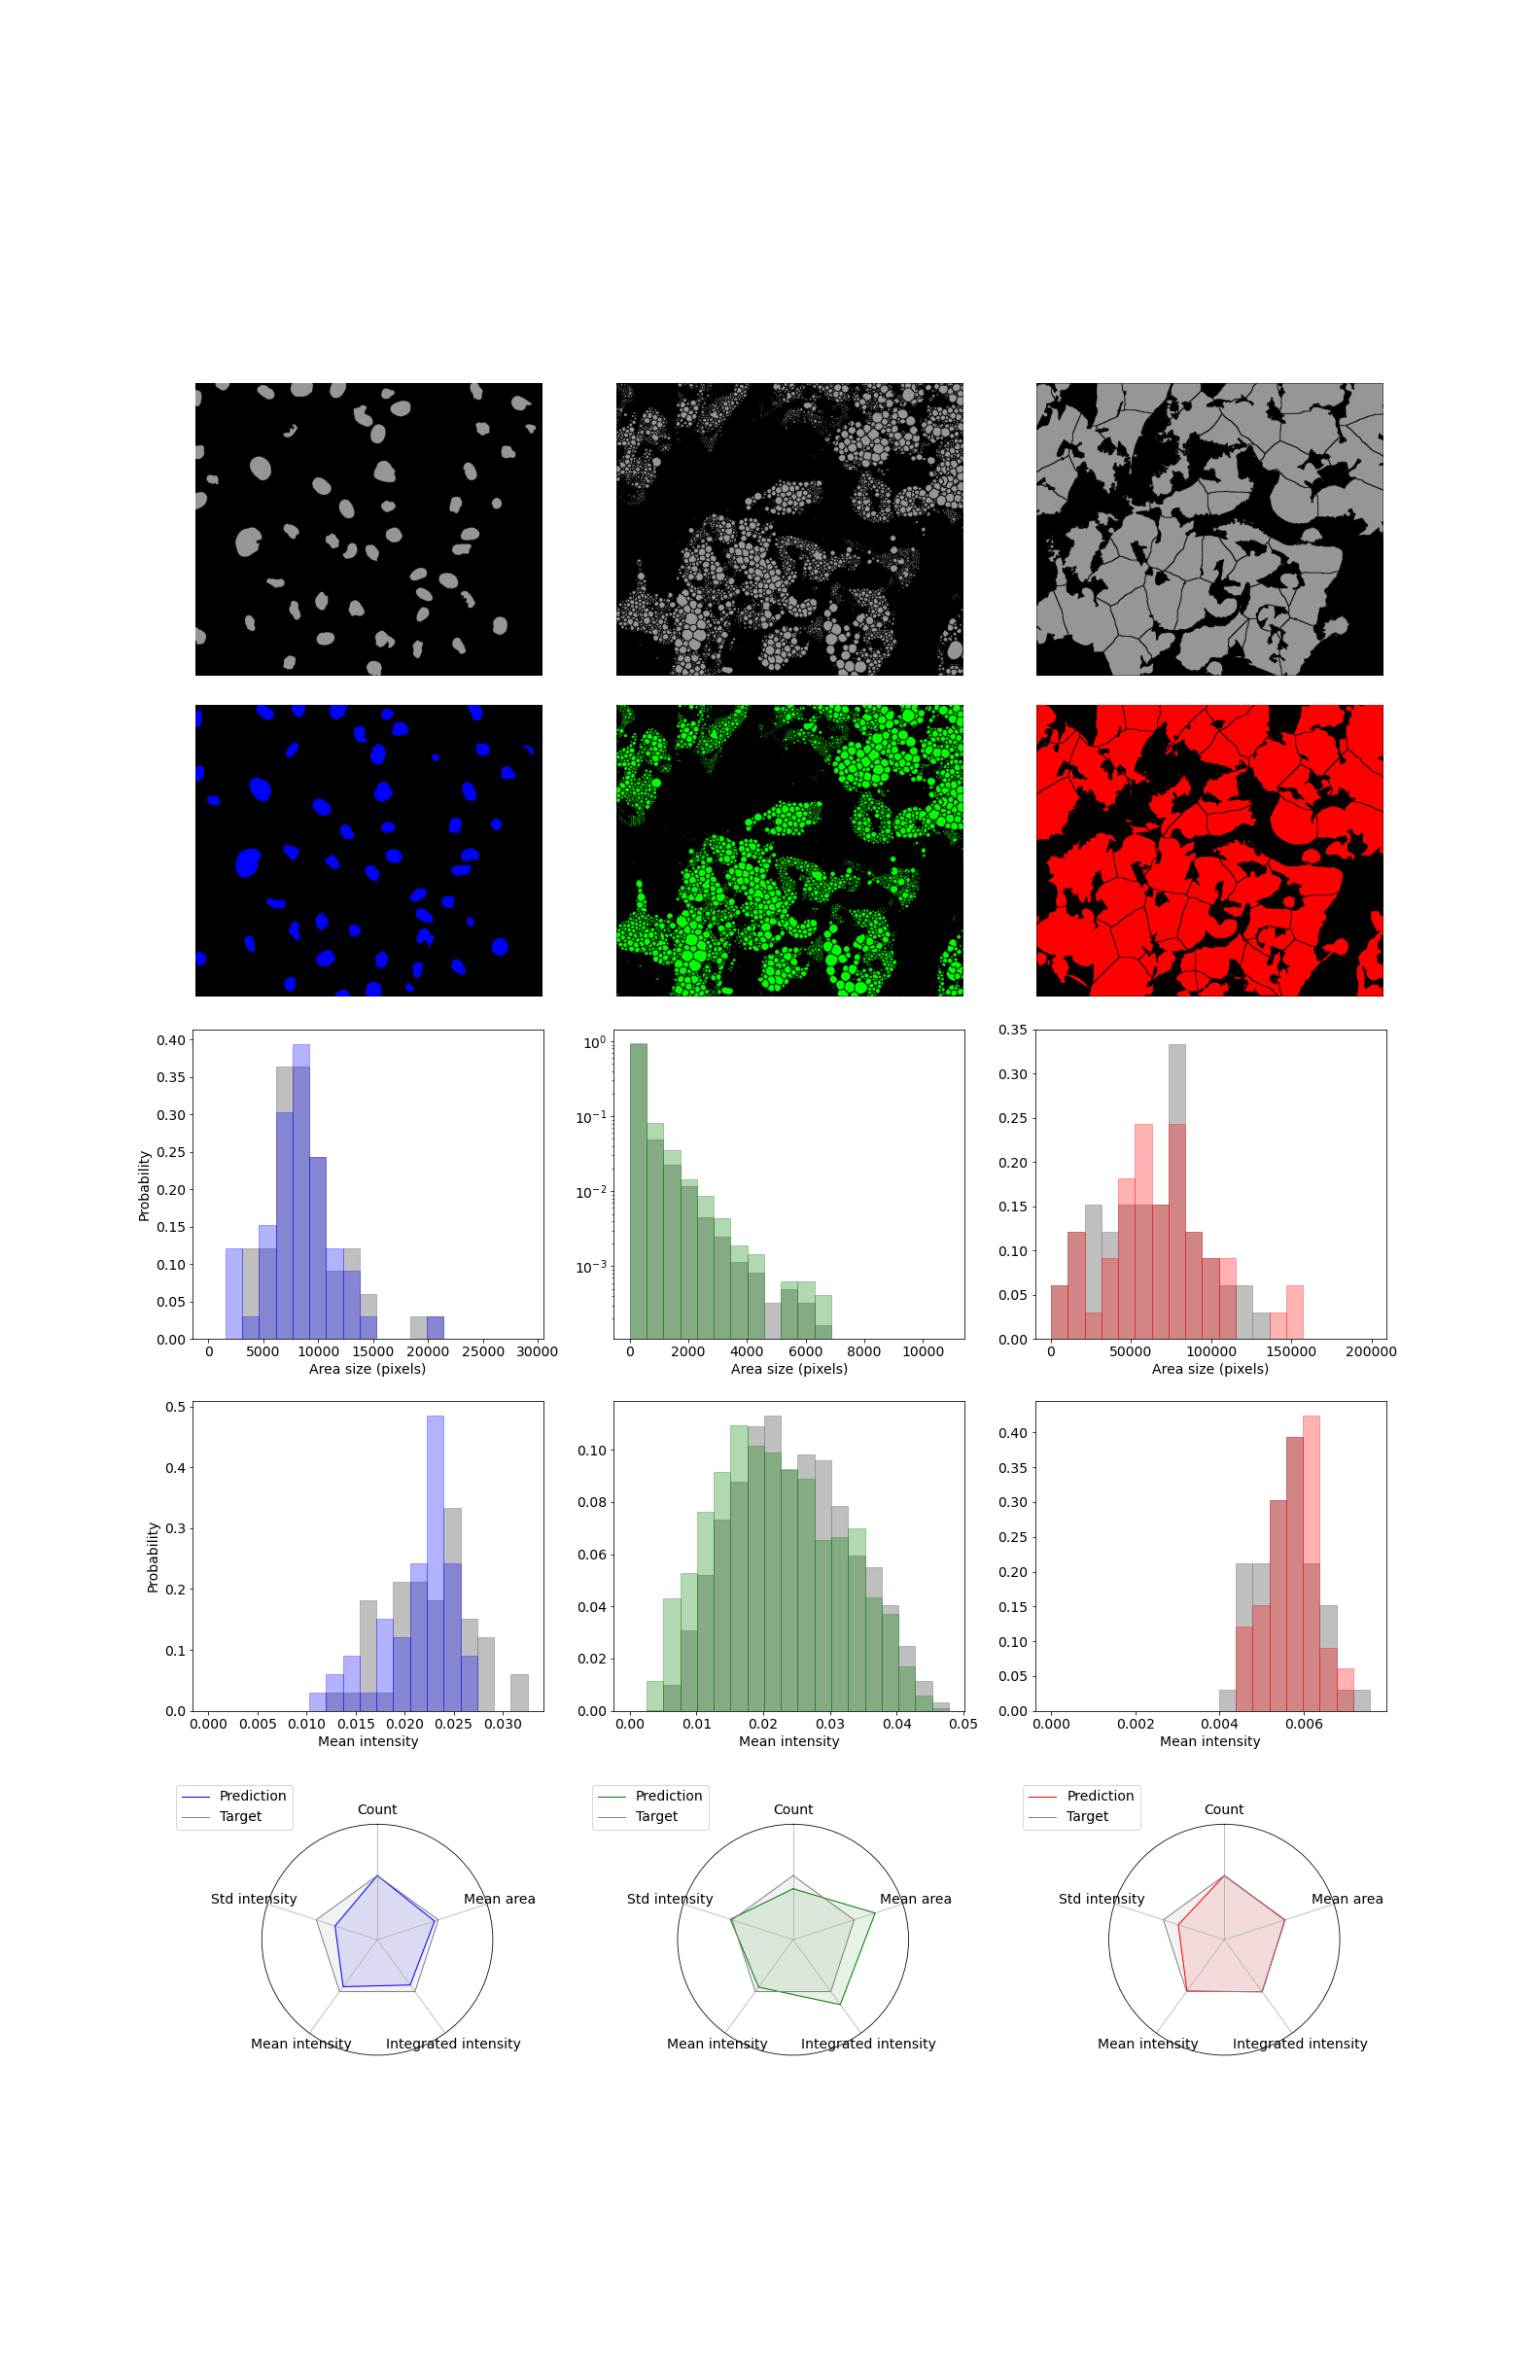 0.40
0.35
0.30
0.25
0.20
0.15
0.10
0.05
0.00
Probability
0 5000 10000 15000 20000 25000 30000
Area size (pixels)
10^0
10^-1
10^-2
10^-3
0 2000 4000 6000 8000 10000
Area size (pixels)
0.35
0.30
0.25
0.20
0.15
0.10
0.05
0.00
0 50000 100000 150000 200000
Area size (pixels)
0.5
0.4
0.3
0.2
0.1
0.0
Probability
0.000 0.005 0.010 0.015 0.020 0.025 0.030
Mean intensity
0.10
0.08
0.06
0.04
0.02
0.00
0.00 0.01 0.02 0.03 0.04 0.05
Mean intensity
0.40
0.35
0.30
0.25
0.20
0.15
0.10
0.05
0.00
0.000 0.002 0.004 0.006
Mean intensity
Prediction
Target
Count
Std intensity
Mean area
Mean intensity
Integrated intensity
Prediction
Target
Count
Std intensity
Mean area
Mean intensity
Integrated intensity
Prediction
Target
Count
Std intensity
Mean area
Mean intensity
Integrated intensity